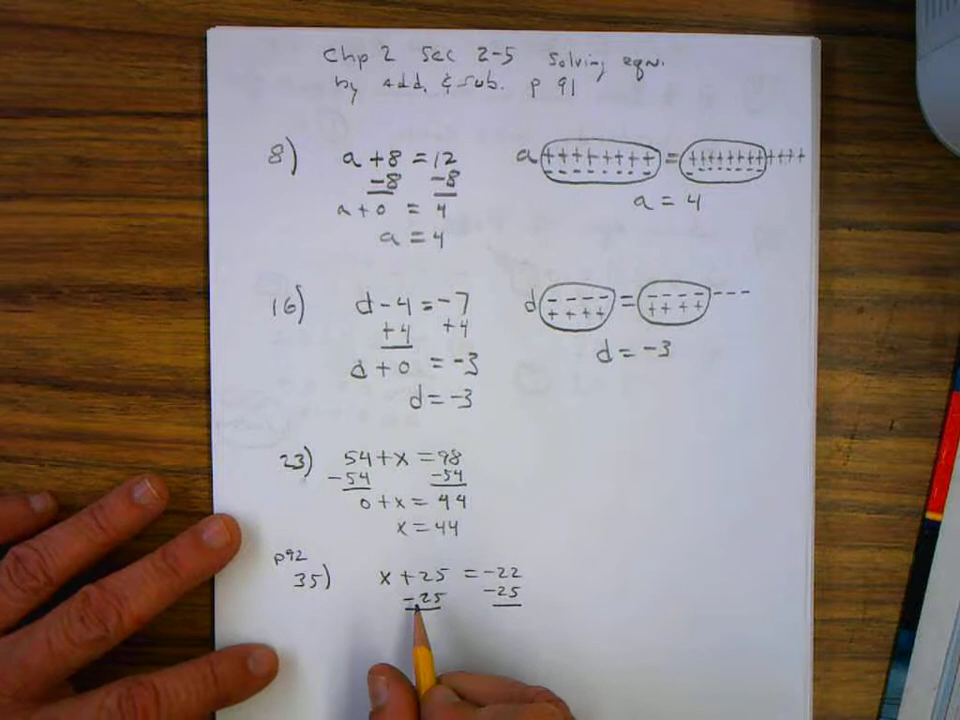 Chp 2 Sec 2-5 Solving eqn.
by Add. & Sub. p 91
8) a + 8 = 12
-8 -8
a + 0 = 4
a = 4
a ++++++++ = ++++++++++++
-------- --------
a = 4
16) d - 4 = -7
+4 +4
d + 0 = -3
d = -3
d ---- = -------
++++ ++++
d = -3
23) 54 + x = 98
-54 -54
0 + x = 44
x = 44
p92
35) x + 25 = -22
-25 -25